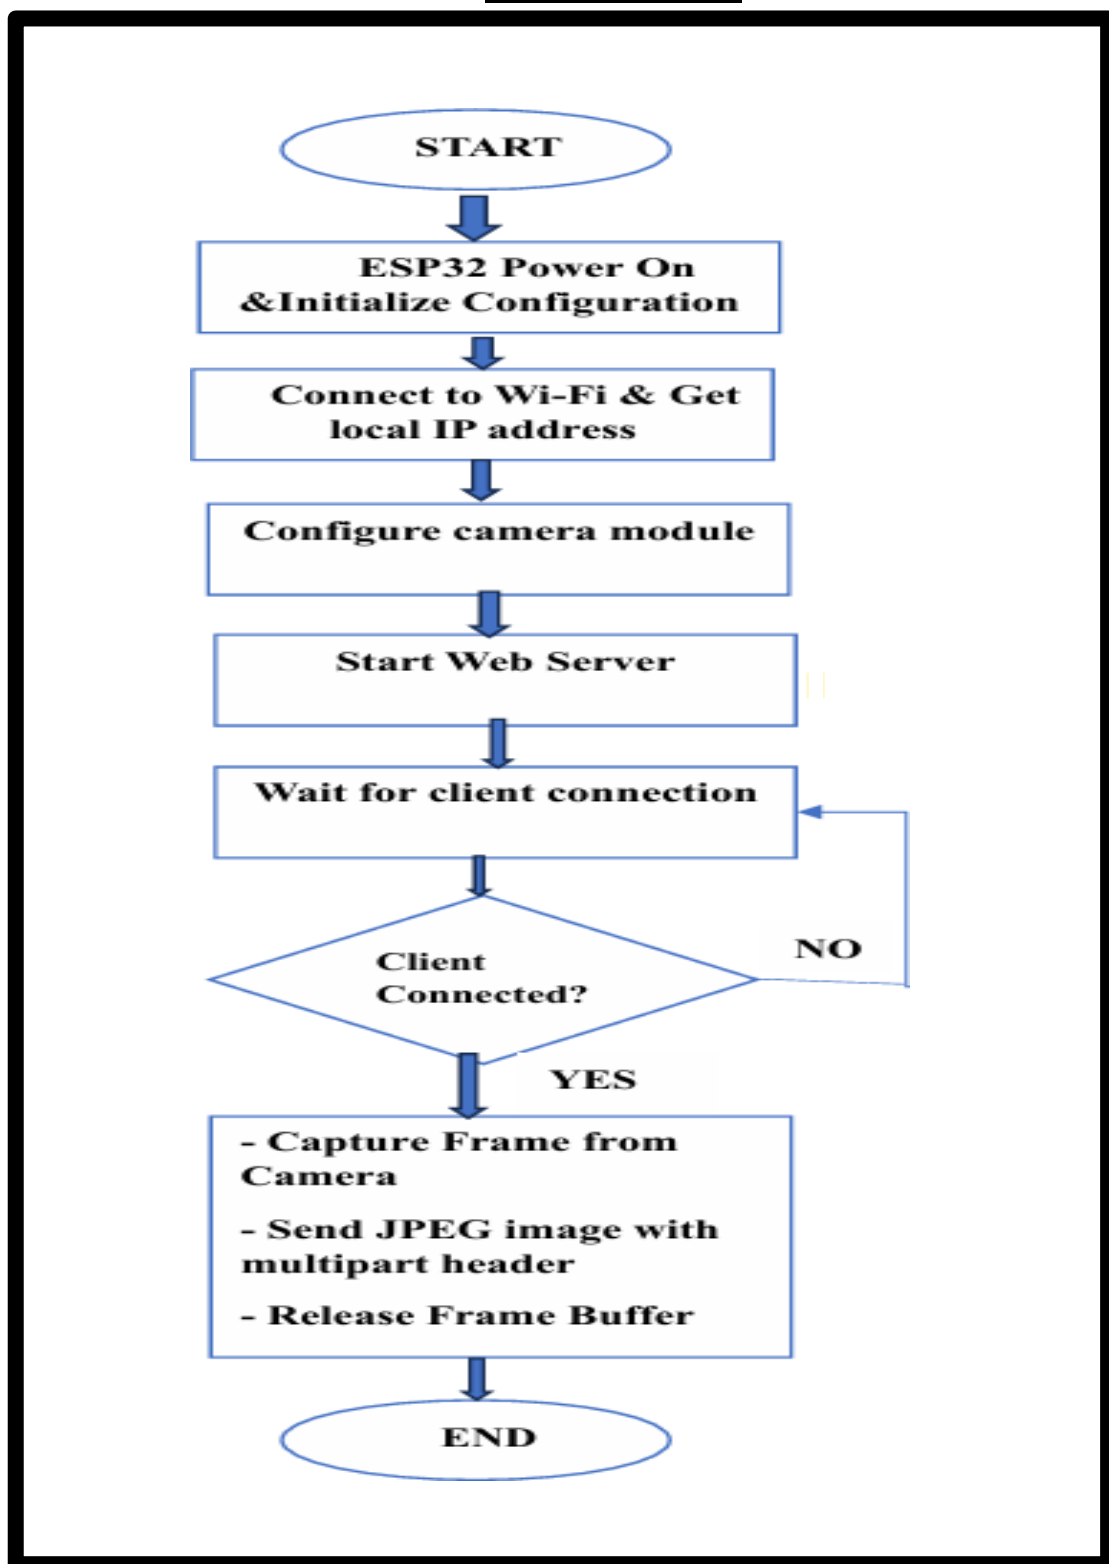 START
ESP32 Power On
&Initialize Configuration
Connect to Wi-Fi & Get
local IP address
Configure camera module
Start Web Server
Wait for client connection
Client
Connected?
NO
YES
- Capture Frame from
Camera
- Send JPEG image with
multipart header
- Release Frame Buffer
END